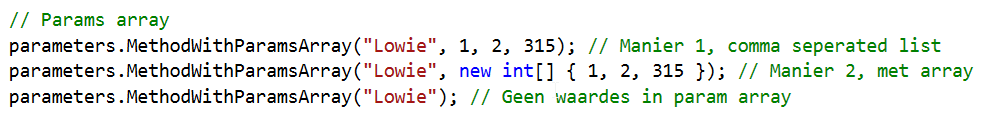 // Params array
parameters.MethodWithParamsArray("Lowie", 1, 2, 315); // Manier 1, comma seperated list
parameters.MethodWithParamsArray("Lowie", new int[] { 1, 2, 315 }); // Manier 2, met array
parameters.MethodWithParamsArray("Lowie"); // Geen waardes in param array